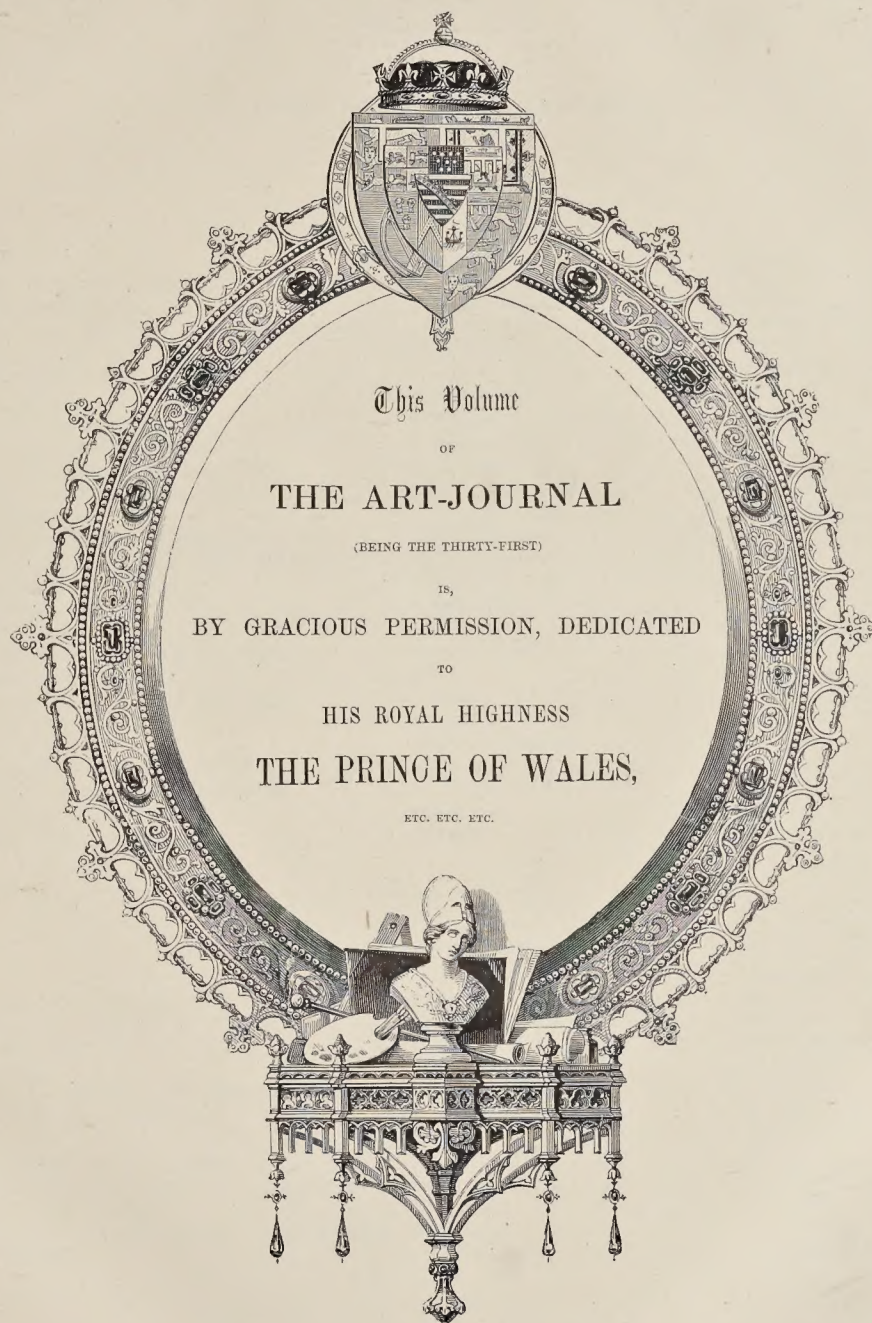 This Volume
OF
THE ART-JOURNAL
(BEING THE THIRTY-FIRST)
IS,
BY GRACIOUS PERMISSION, DEDICATED
TO
HIS ROYAL HIGHNESS
THE PRINCE OF WALES,
ETC. ETC. ETC.